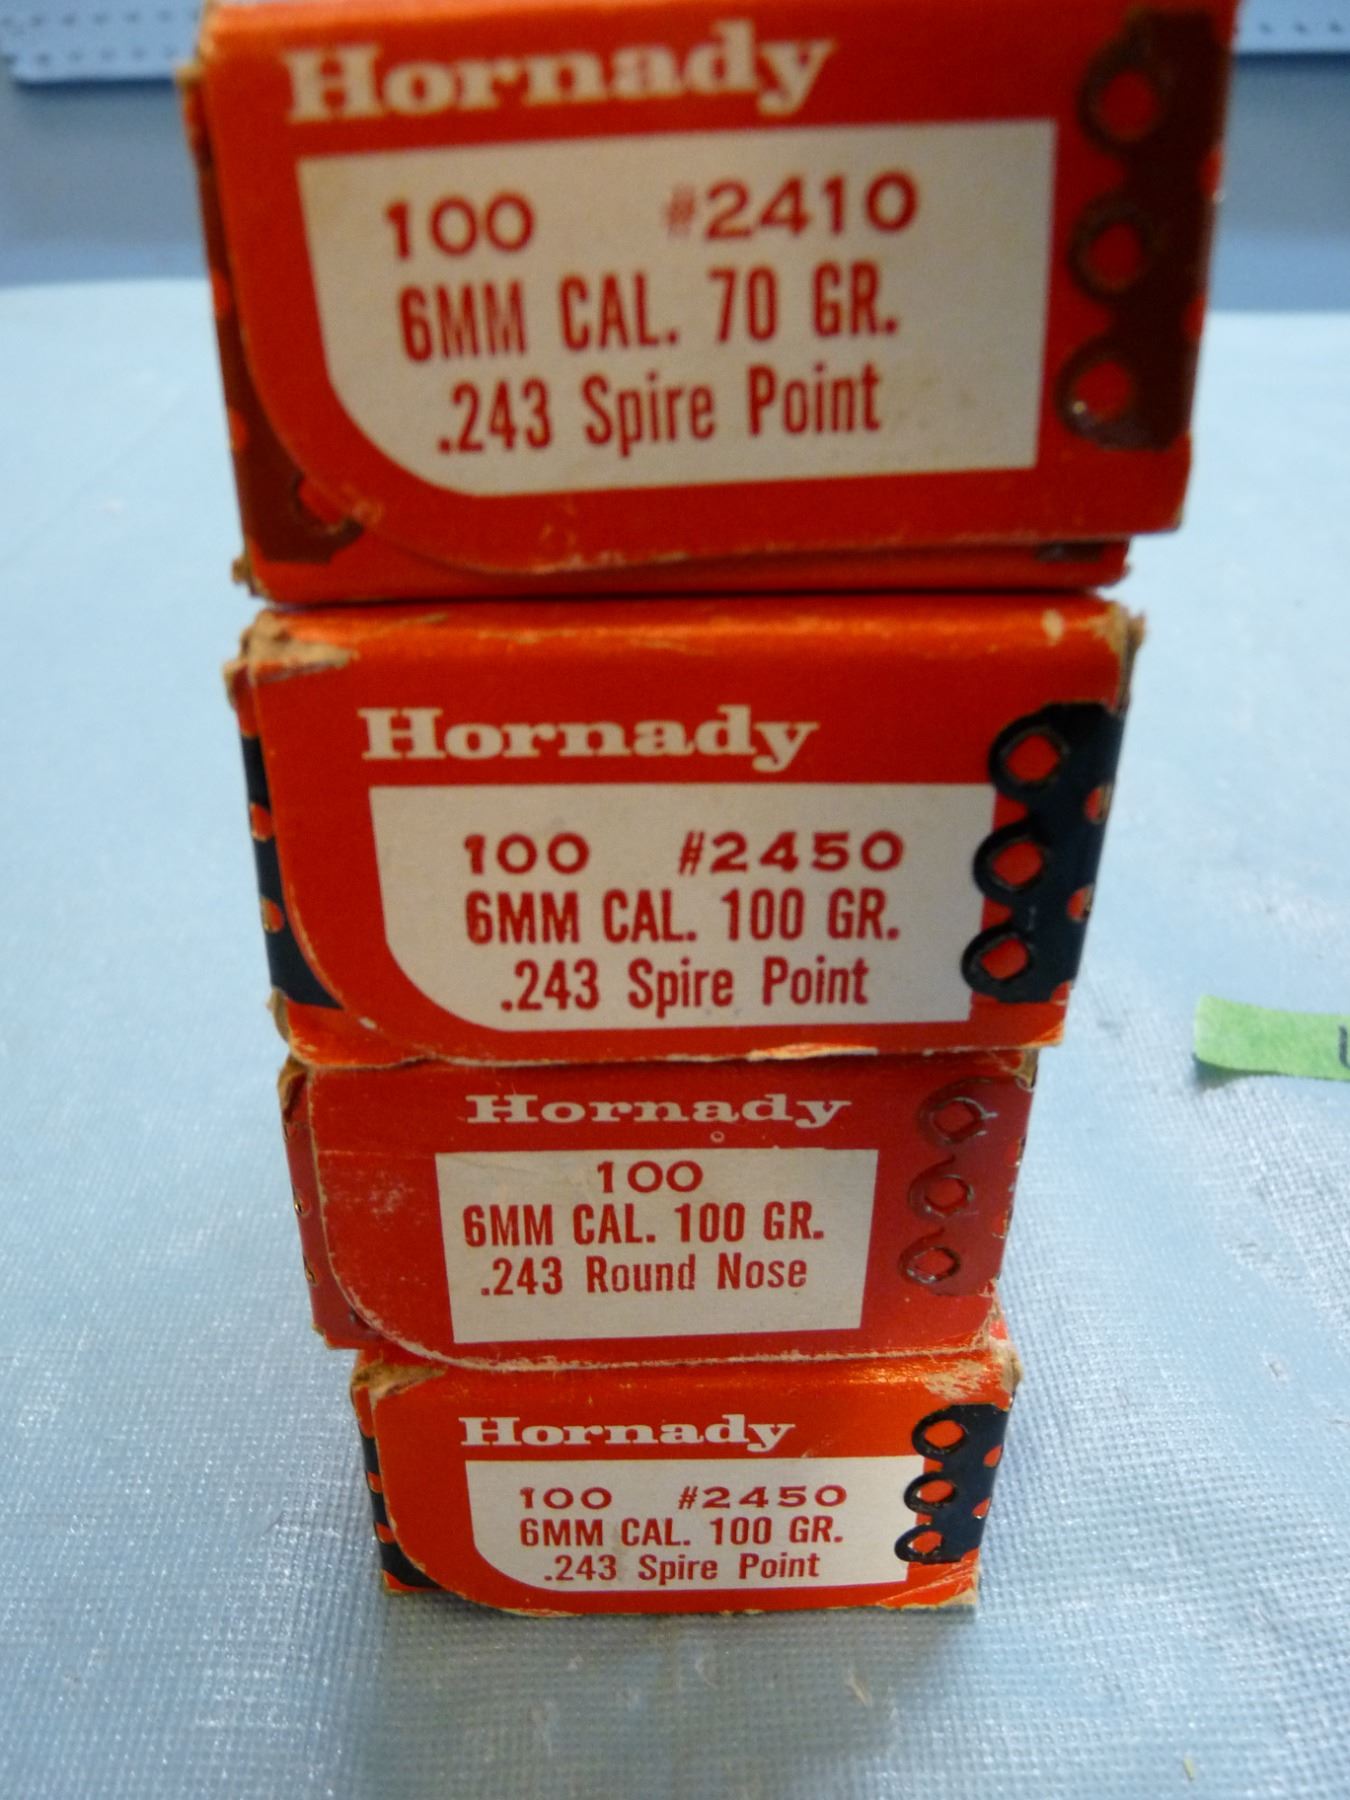 Hornady
100 #2410
6MM CAL. 70 GR.
.243 Spire Point
Hornady
100 #2450
6MM CAL. 100 GR.
.243 Spire Point
Hornady
100
6MM CAL. 100 GR.
.243 Round Nose
Hornady
100 #2450
6MM CAL. 100 GR.
.243 Spire Point